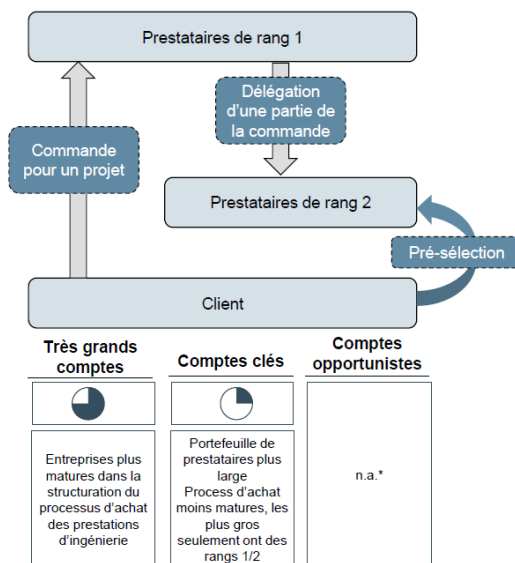 Prestataires de rang 1
Délégation
d'une partie de
la commande
Commande
pour un projet
Prestataires de rang 2
Pré-sélection
Client
Très grands
comptes
Comptes clés
Comptes
opportunistes
Entreprises plus
matures dans la
structuration du
processus d'achat
des prestations
d'ingénierie
Portefeuille de
prestataires plus
large
Process d'achat
moins matures, les
plus gros
seulement ont des
rangs 1/2
n.a.*